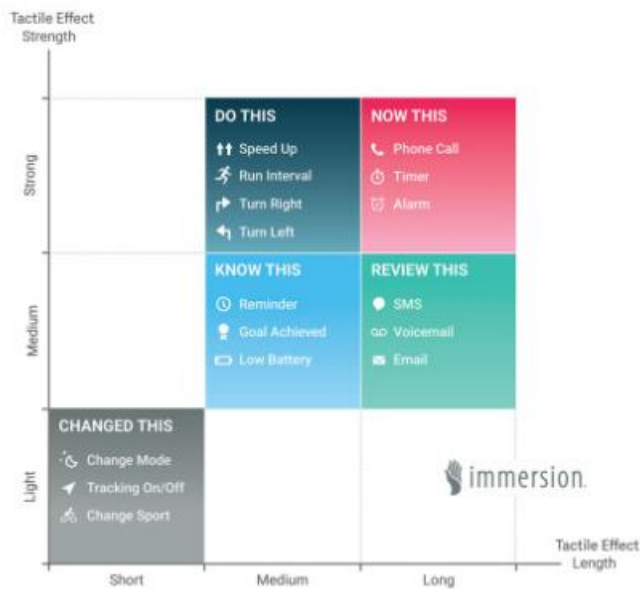 Tactile Effect
Strength
Strong
Medium
Light
DO THIS
Speed Up
Run Interval
Turn Right
Turn Left
NOW THIS
Phone Call
Timer
Alarm
KNOW THIS
Reminder
Goal Achieved
Low Battery
REVIEW THIS
SMS
Voicemail
Email
CHANGED THIS
Change Mode
Tracking On/Off
Change Sport
immersion.
Short
Medium
Long
Tactile Effect
Length